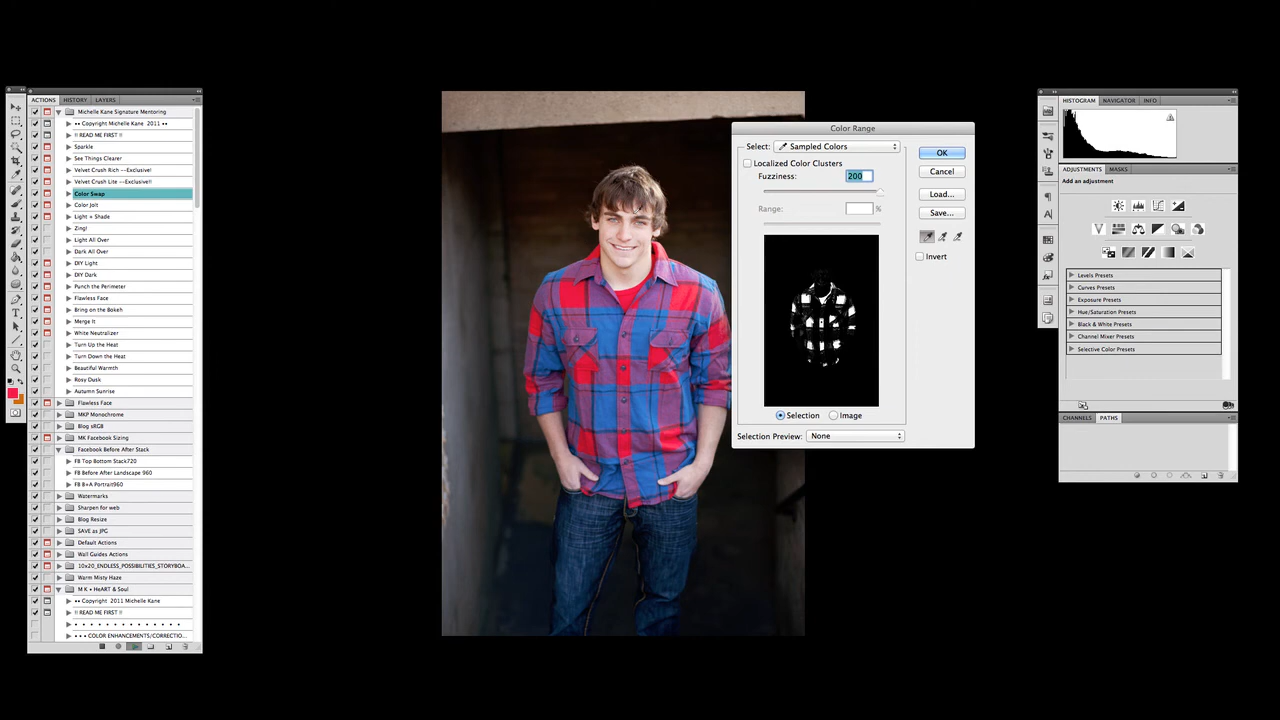 ACTIONS HISTORY LAYERS
Michelle Kane Signature Mentoring
•• Copyright Michelle Kane 2011 ••
!! READ ME FIRST !!
Sparkle
See Things Clearer
Velvet Crush Rich --Exclusive!
Velvet Crush Lite --Exclusive!!
Color Swap
Color Jolt
Light + Shade
Zing!
Light All Over
Dark All Over
DIY Light
DIY Dark
Punch the Perimeter
Flawless Face
Bring on the Bokeh
Merge It
White Neutralizer
Turn Up the Heat
Turn Down the Heat
Beautiful Warmth
Rosy Dusk
Autumn Sunrise
Flawless Face
MKP Monochrome
Blog sRGB
MK Facebook Sizing
Facebook Before After Stack
FB Top Bottom Stack720
FB Before After Landscape 960
FB B+A Portrait960
Watermarks
Sharpen for web
Blog Resize
SAVE as JPG
Default Actions
Wall Guides Actions
10x20_ENDLESS_POSSIBILITIES_STORYBOA...
Warm Misty Haze
M K • HeART & Soul
•• Copyright 2011 Michelle Kane
!! READ ME FIRST !!
• • • COLOR ENHANCEMENTS/CORRECTIO...
Color Range
Select: Sampled Colors
Localized Color Clusters
Fuzziness: 200
Range: %
Selection Image
Selection Preview: None
OK
Cancel
Load...
Save...
Invert
HISTOGRAM NAVIGATOR INFO
ADJUSTMENTS MASKS
Add an adjustment
Levels Presets
Curves Presets
Exposure Presets
Hue/Saturation Presets
Black & White Presets
Channel Mixer Presets
Selective Color Presets
CHANNELS PATHS